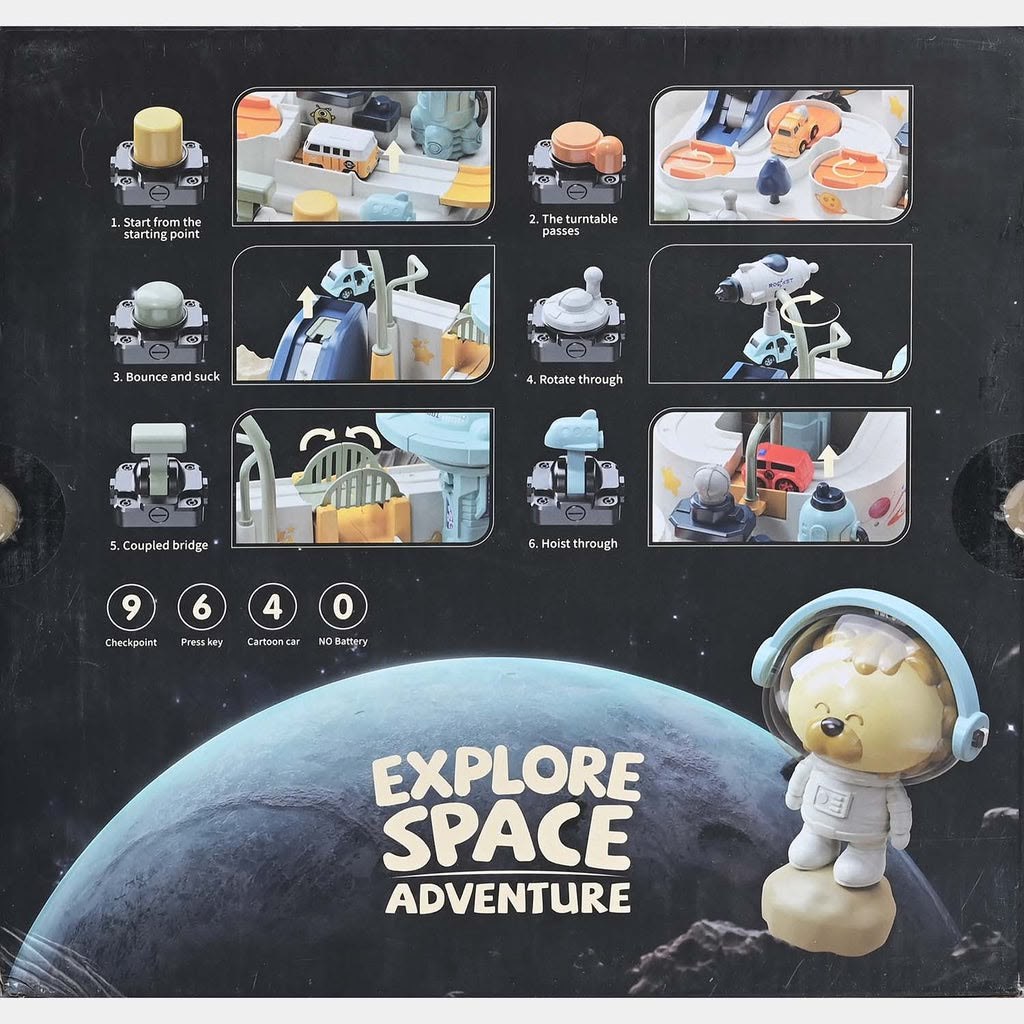 1. Start from the
starting point
2. The turntable
passes
3. Bounce and suck
4. Rotate through
ROCKET
5. Coupled bridge
6. Hoist through
9
6
4
0
Checkpoint
Press key
Cartoon car
NO Battery
EXPLORE
SPACE
ADVENTURE